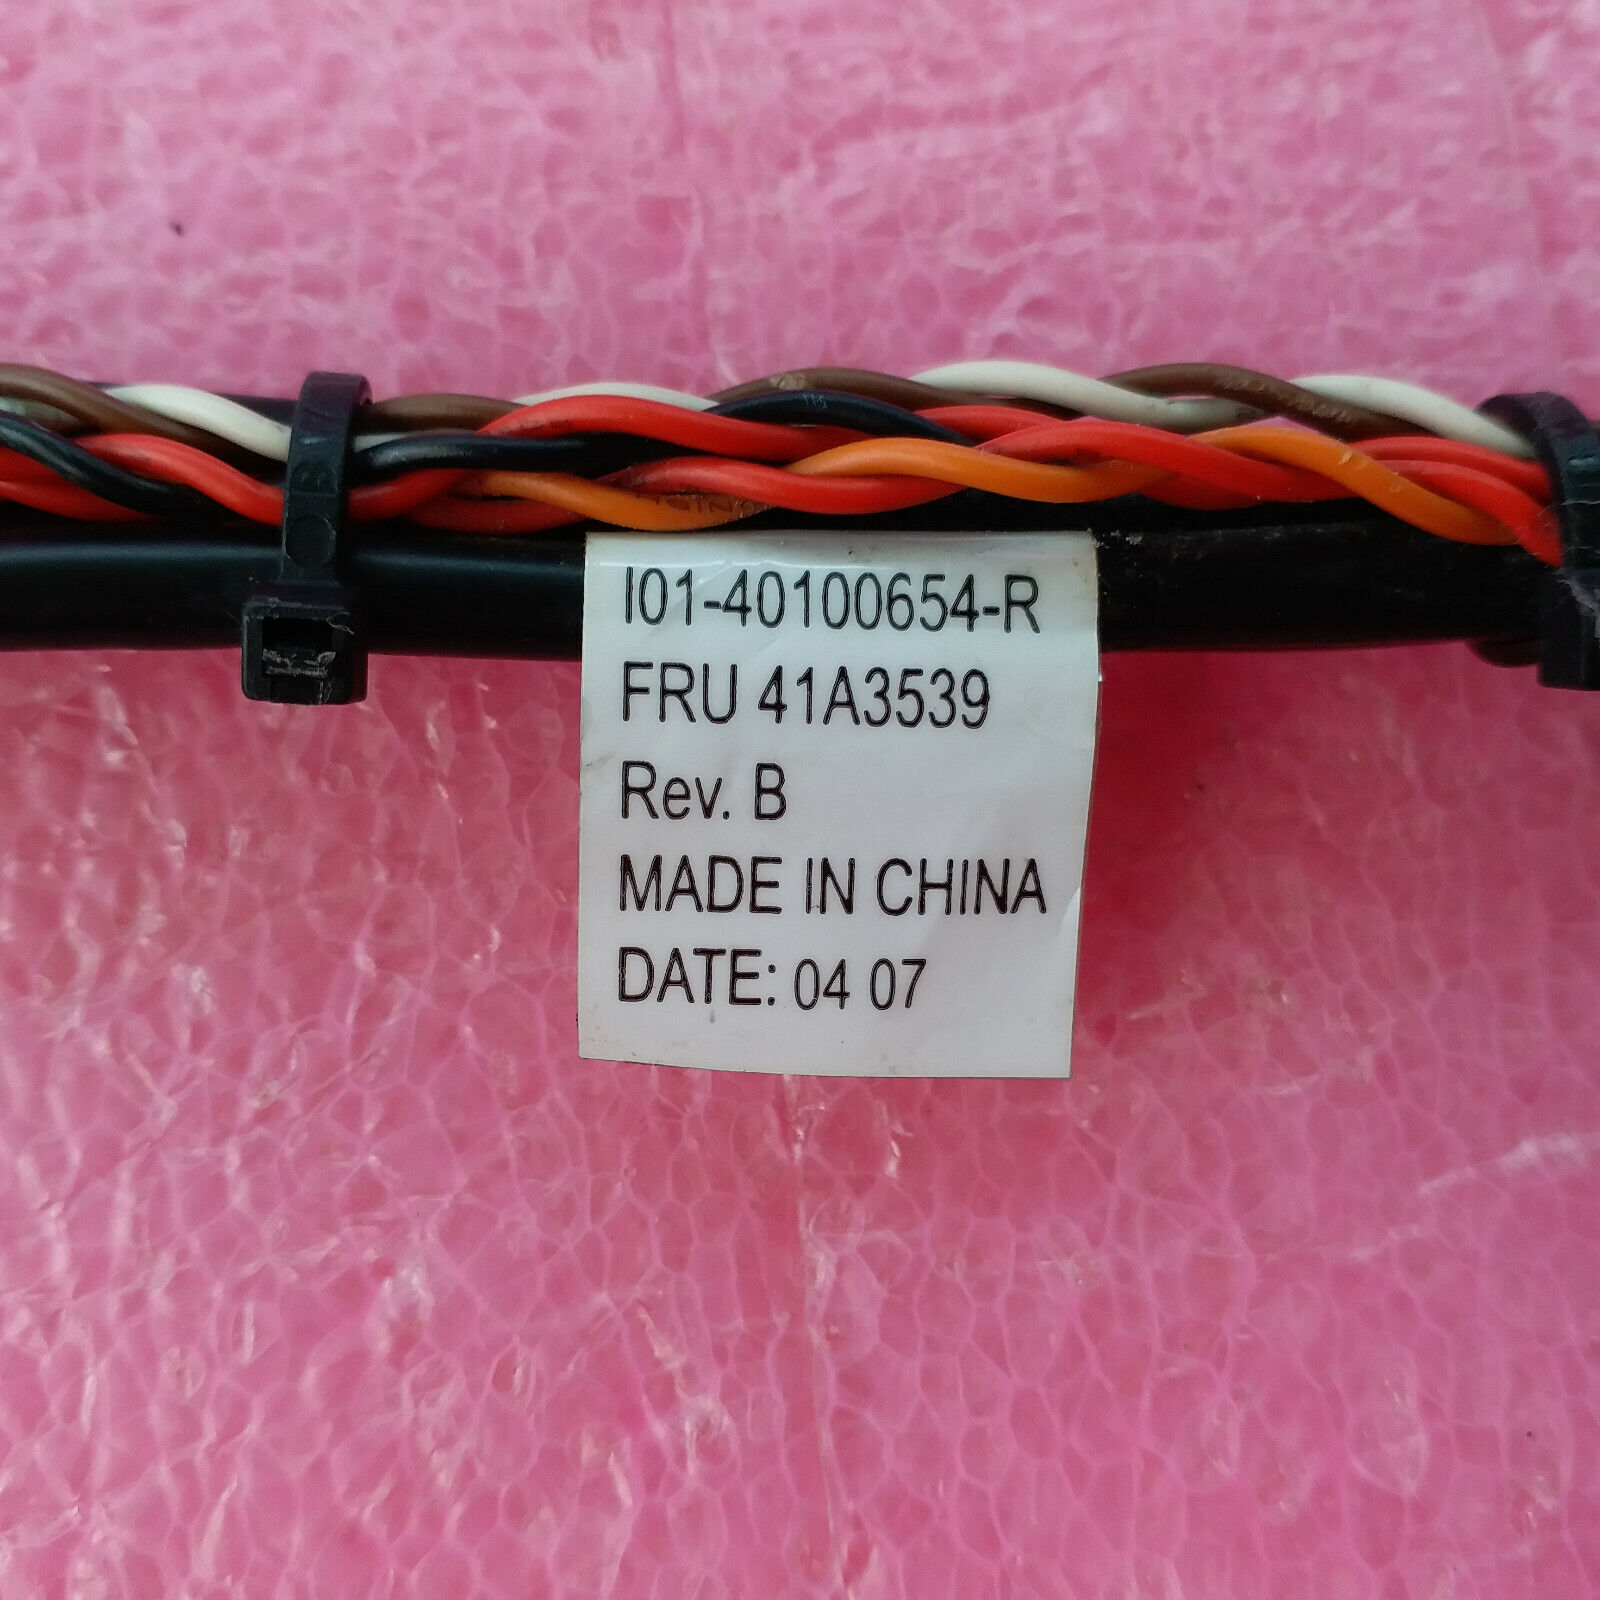 I01-40100654-R
FRU 41A3539
Rev. B
MADE IN CHINA
DATE: 04 07